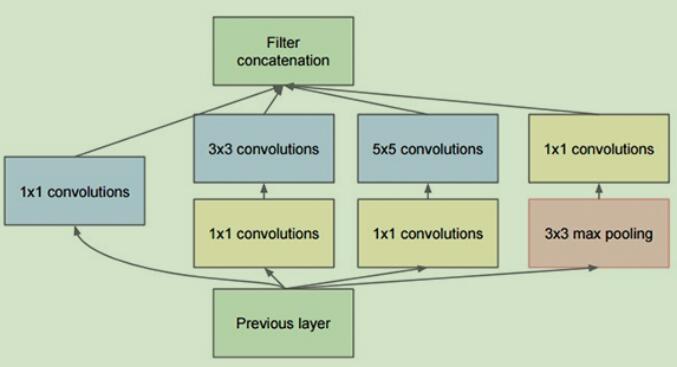 Filter
concatenation
3x3 convolutions
5x5 convolutions
1x1 convolutions
1x1 convolutions
1x1 convolutions
1x1 convolutions
3x3 max pooling
Previous layer